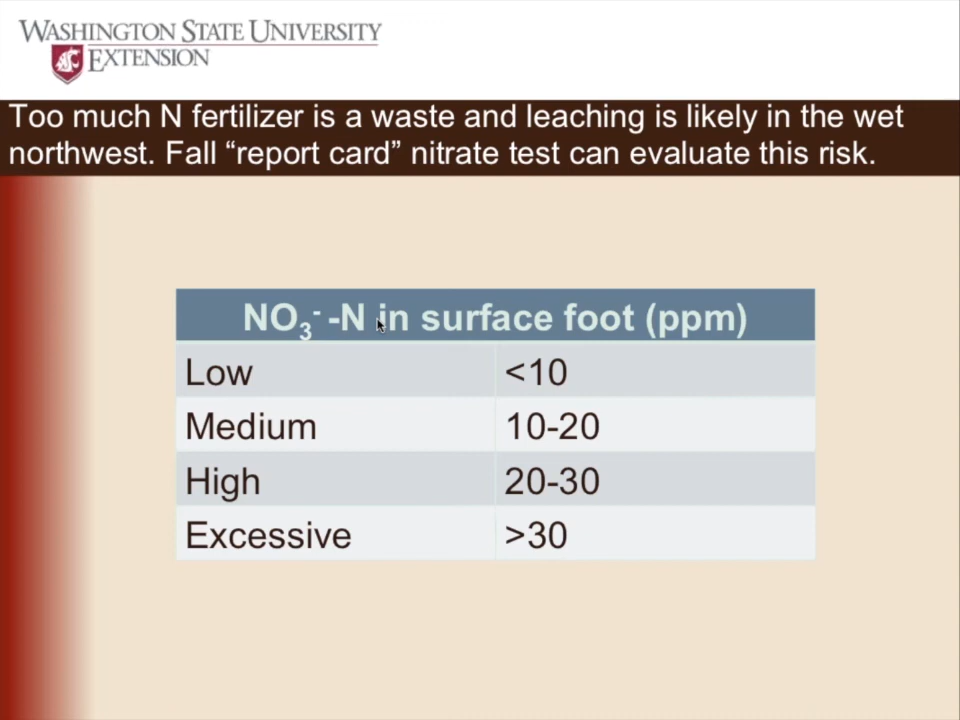 WASHINGTON STATE UNIVERSITY
EXTENSION
Too much N fertilizer is a waste and leaching is likely in the wet
northwest. Fall “report card” nitrate test can evaluate this risk.
NO₃⁻ -N in surface foot (ppm)
Low <10
Medium 10-20
High 20-30
Excessive >30